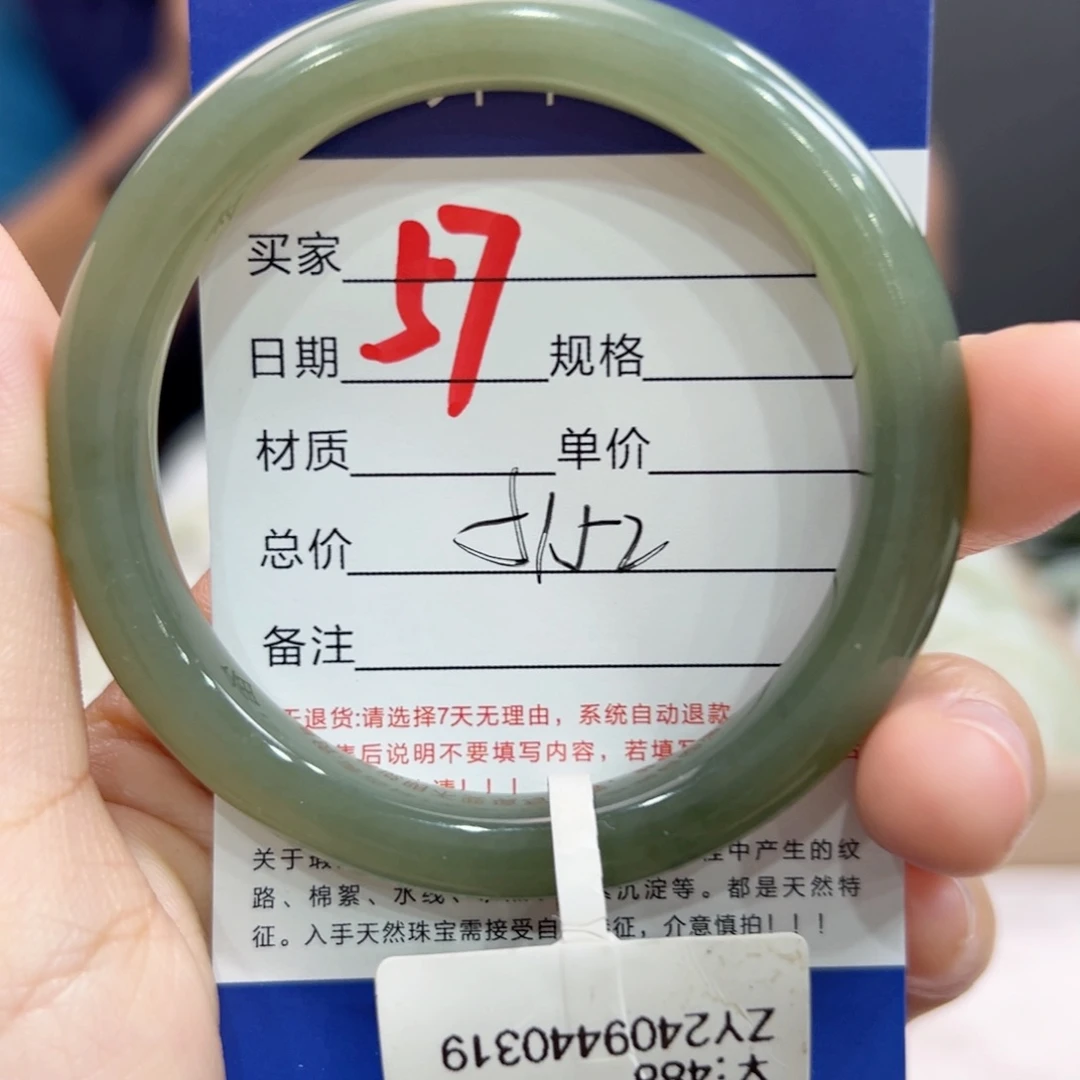 57
买家
日期 规格
材质 单价
总价
备注
退货:请选择7天无理由，系统自动退款
后说明不要填写内容，若填写
请！！！
关于
中产生的纹
路、棉絮、水线、 沉淀等。都是天然特
征。入手天然珠宝需接受自 征，介意慎拍！！！
ZY2409440319
:488